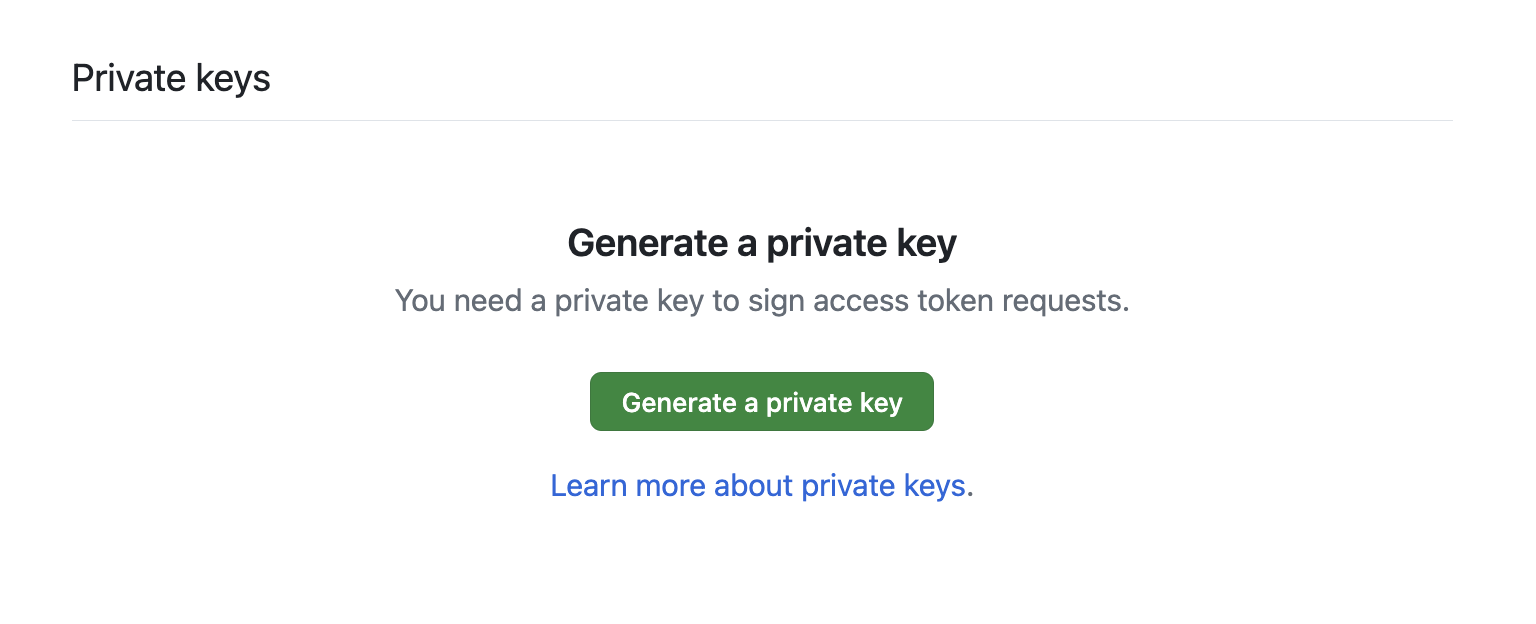 Private keys
Generate a private key
You need a private key to sign access token requests.
Generate a private key
Learn more about private keys.